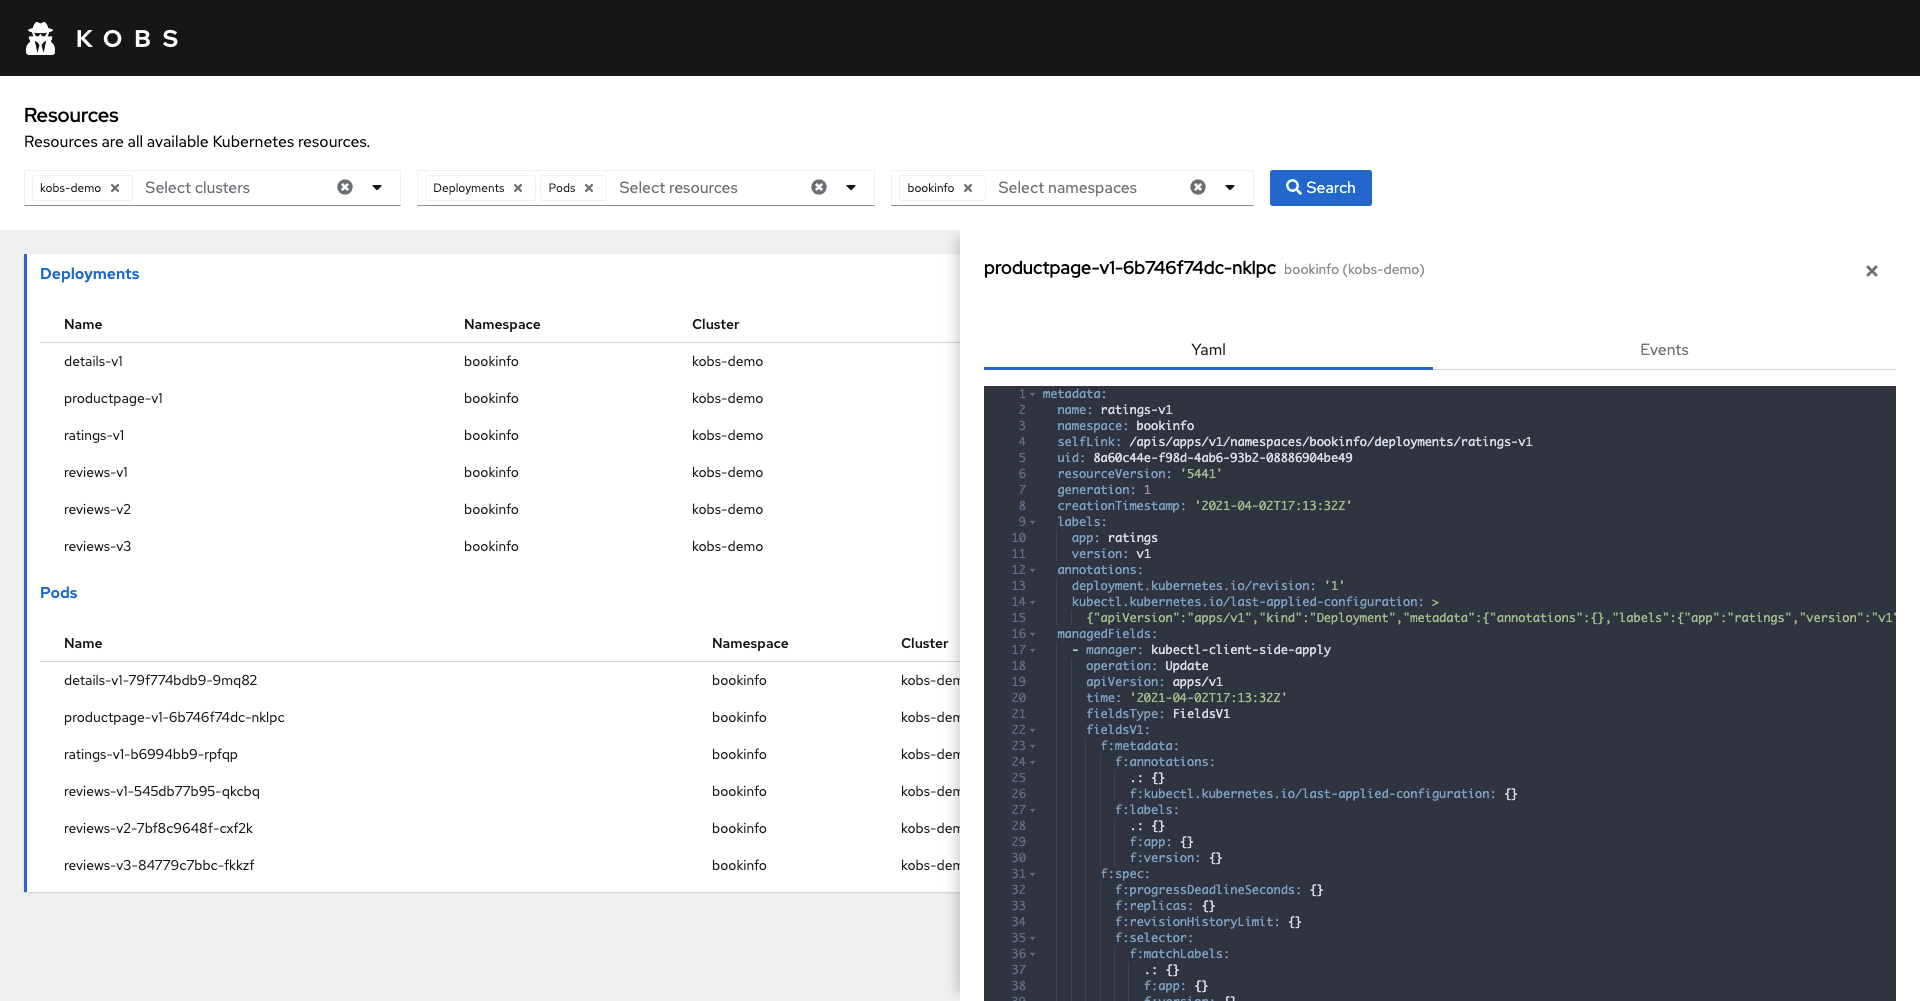 KOBS
Resources
Resources are all available Kubernetes resources.
kobs-demo Select clusters Deployments Pods Select resources bookinfo Select namespaces Search
Deployments
Name Namespace Cluster
details-v1 bookinfo kobs-demo
productpage-v1 bookinfo kobs-demo
ratings-v1 bookinfo kobs-demo
reviews-v1 bookinfo kobs-demo
reviews-v2 bookinfo kobs-demo
reviews-v3 bookinfo kobs-demo
Pods
Name Namespace Cluster
details-v1-79f774bdb9-9mq82 bookinfo kobs-dem
productpage-v1-6b746f74dc-nklpc bookinfo kobs-dem
ratings-v1-b6994bb9-rpfqp bookinfo kobs-dem
reviews-v1-545db77b95-qkcbq bookinfo kobs-dem
reviews-v2-7bf8c9648f-cxf2k bookinfo kobs-dem
reviews-v3-84779c7bbc-fkkzf bookinfo kobs-dem
productpage-v1-6b746f74dc-nklpc bookinfo (kobs-demo)
Yaml Events
1 metadata:
2 name: ratings-v1
3 namespace: bookinfo
4 selfLink: /apis/apps/v1/namespaces/bookinfo/deployments/ratings-v1
5 uid: 8a60c44e-f98d-4ab6-93b2-08886904be49
6 resourceVersion: '5441'
7 generation: 1
8 creationTimestamp: '2021-04-02T17:13:32Z'
9 labels:
10 app: ratings
11 version: v1
12 annotations:
13 deployment.kubernetes.io/revision: '1'
14 kubectl.kubernetes.io/last-applied-configuration: >
15 {"apiVersion":"apps/v1","kind":"Deployment","metadata":{"annotations":{},"labels":{"app":"ratings","version":"v1"
16 managedFields:
17 - manager: kubectl-client-side-apply
18 operation: Update
19 apiVersion: apps/v1
20 time: '2021-04-02T17:13:32Z'
21 fieldsType: FieldsV1
22 fieldsV1:
23 f:metadata:
24 f:annotations:
25 .: {}
26 f:kubectl.kubernetes.io/last-applied-configuration: {}
27 f:labels:
28 .: {}
29 f:app: {}
30 f:version: {}
31 f:spec:
32 f:progressDeadlineSeconds: {}
33 f:replicas: {}
34 f:revisionHistoryLimit: {}
35 f:selector:
36 f:matchLabels:
37 .: {}
38 f:app: {}
39 f:version: {}